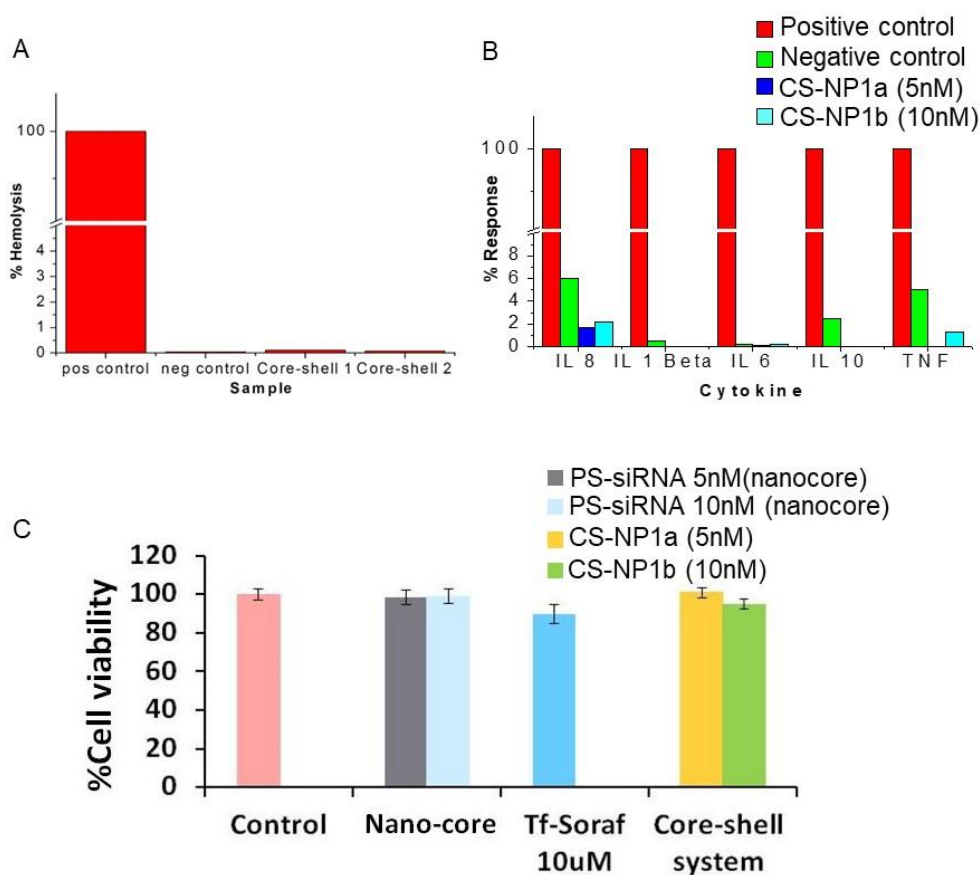 A
100
4
3
2
1
0
% Hemolysis
pos control neg control Core-shell 1 Core-shell 2
Sample
B
Positive control
Negative control
CS-NP1a (5nM)
CS-NP1b (10nM)
100
8
6
4
2
0
% Response
IL 8 IL 1 Beta IL 6 IL 10 TNF
Cytokine
C
PS-siRNA 5nM(nanocore)
PS-siRNA 10nM (nanocore)
CS-NP1a (5nM)
CS-NP1b (10nM)
120
100
80
60
40
20
0
%Cell viability
Control Nano-core Tf-Soraf Core-shell
10uM system